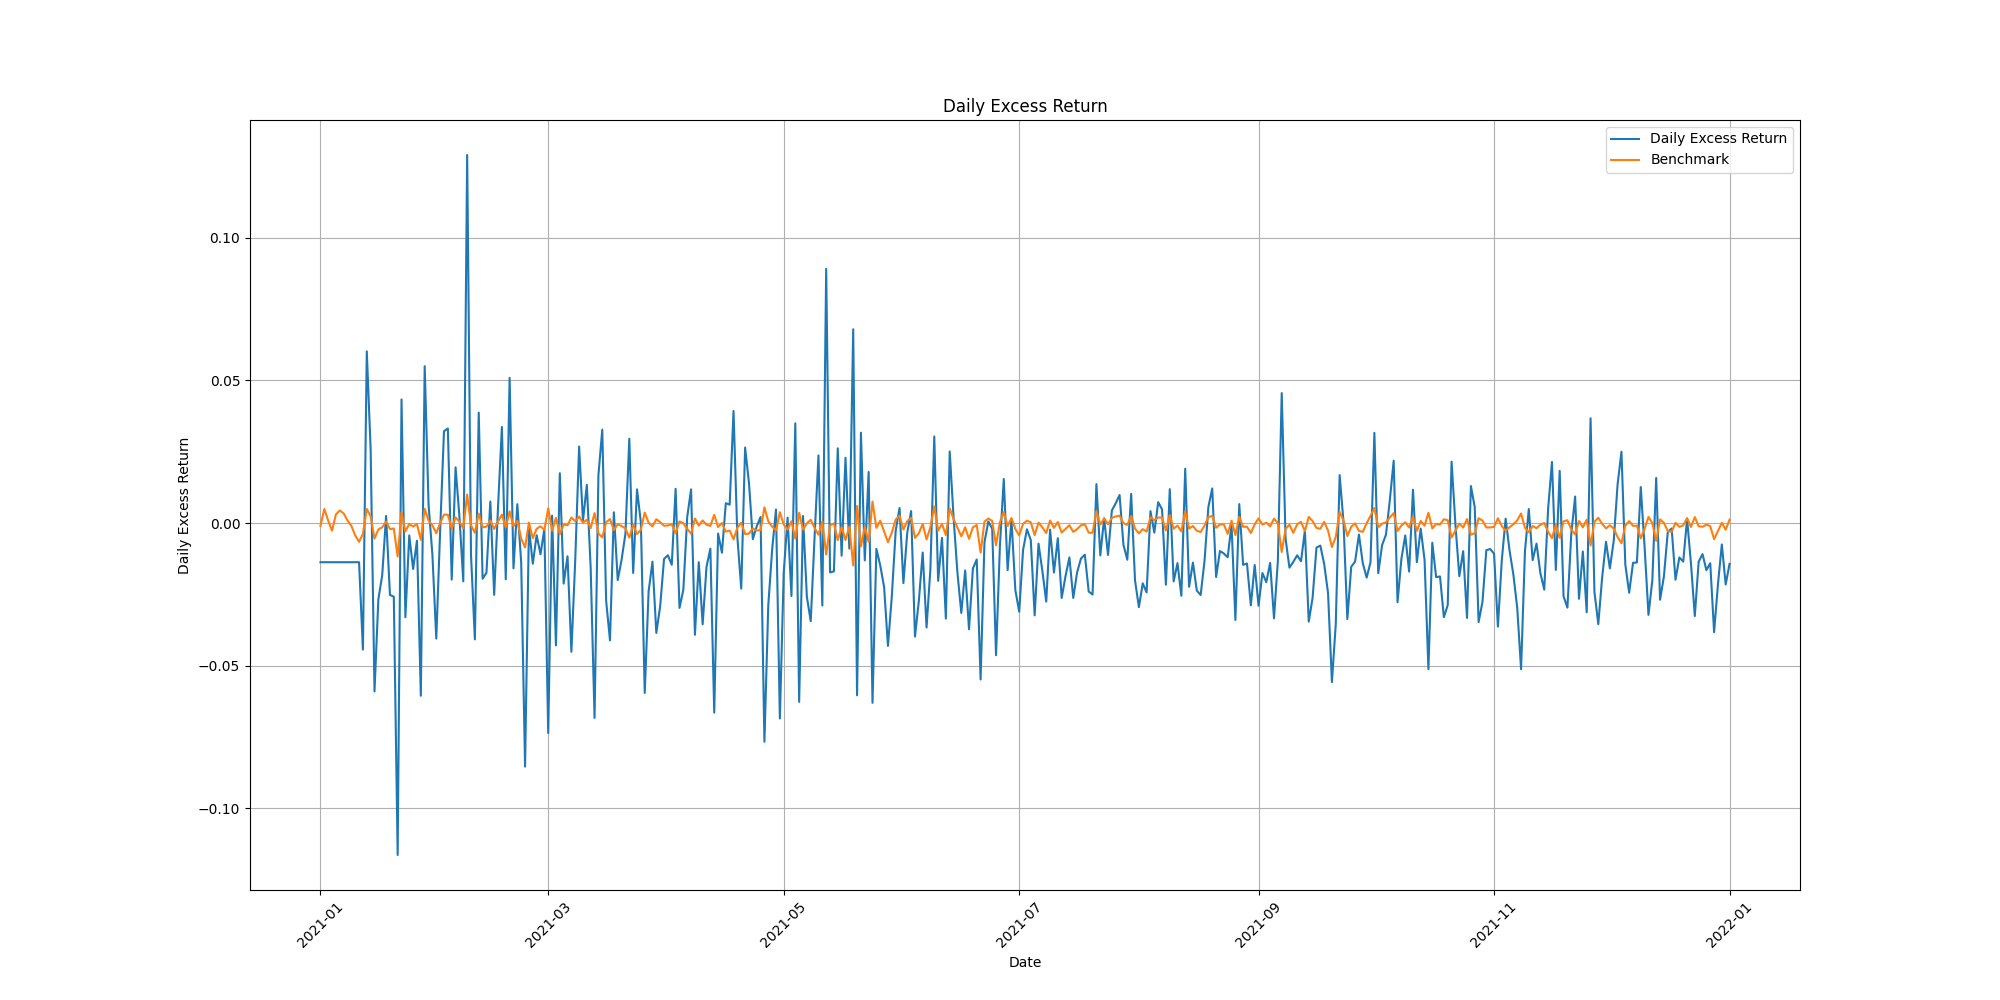 Daily Excess Return
Daily Excess Return
Benchmark
Daily Excess Return
0.10
0.05
0.00
−0.05
−0.10
2021-01
2021-03
2021-05
2021-07
2021-09
2021-11
2022-01
Date